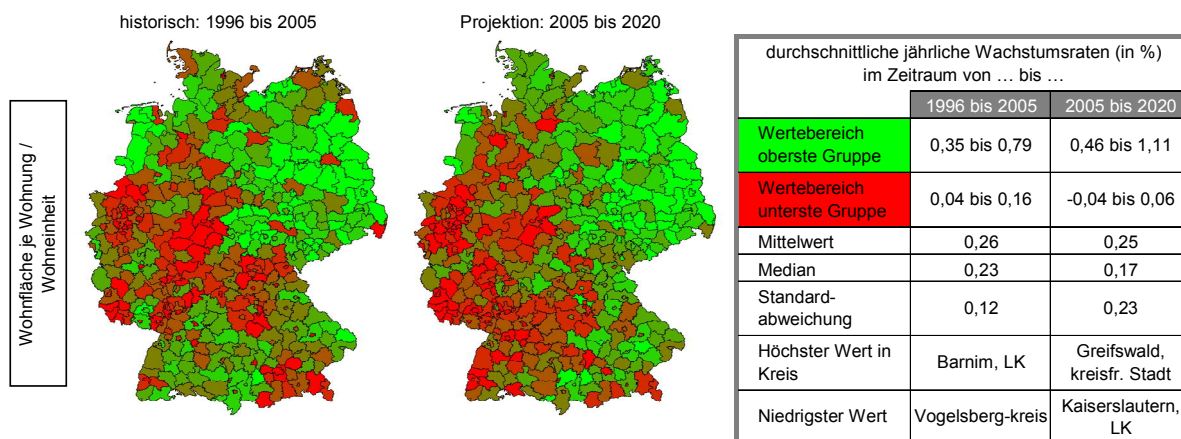 historisch: 1996 bis 2005
Projektion: 2005 bis 2020
Wohnfläche je Wohnung /
Wohneinheit
durchschnittliche jährliche Wachstumsraten (in %)
im Zeitraum von ... bis ...
1996 bis 2005
2005 bis 2020
Wertebereich
oberste Gruppe
0,35 bis 0,79
0,46 bis 1,11
Wertebereich
unterste Gruppe
0,04 bis 0,16
-0,04 bis 0,06
Mittelwert
0,26
0,25
Median
0,23
0,17
Standard-
abweichung
0,12
0,23
Höchster Wert in
Kreis
Barnim, LK
Greifswald,
kreisfr. Stadt
Niedrigster Wert
Vogelsberg-kreis
Kaiserslautern,
LK